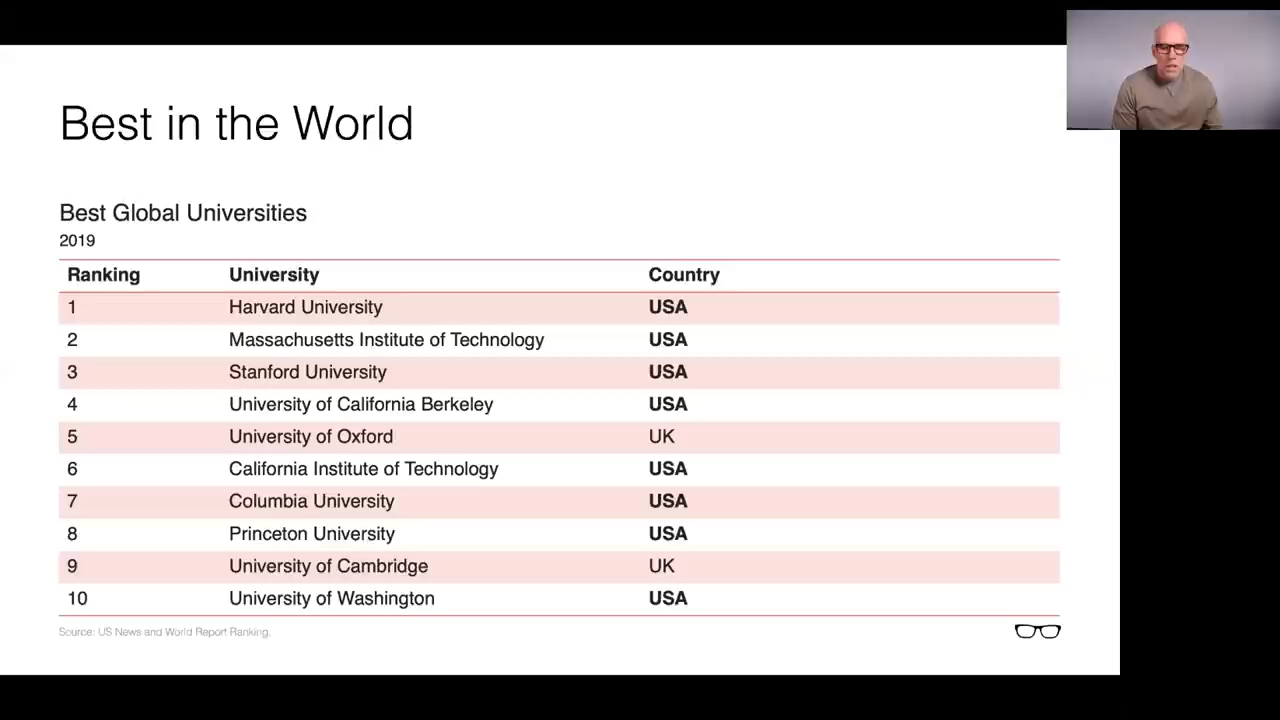 Best in the World
Best Global Universities
2019
Ranking University Country
1 Harvard University USA
2 Massachusetts Institute of Technology USA
3 Stanford University USA
4 University of California Berkeley USA
5 University of Oxford UK
6 California Institute of Technology USA
7 Columbia University USA
8 Princeton University USA
9 University of Cambridge UK
10 University of Washington USA
Source: US News and World Report Ranking.